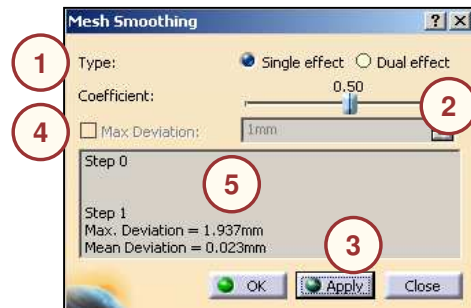 Mesh Smoothing
1 Type: Single effect Dual effect
Coefficient: 0.50 2
4 Max Deviation: 1mm
Step 0
5
Step 1
Max. Deviation = 1.937mm
Mean Deviation = 0.023mm
3
OK Apply Close